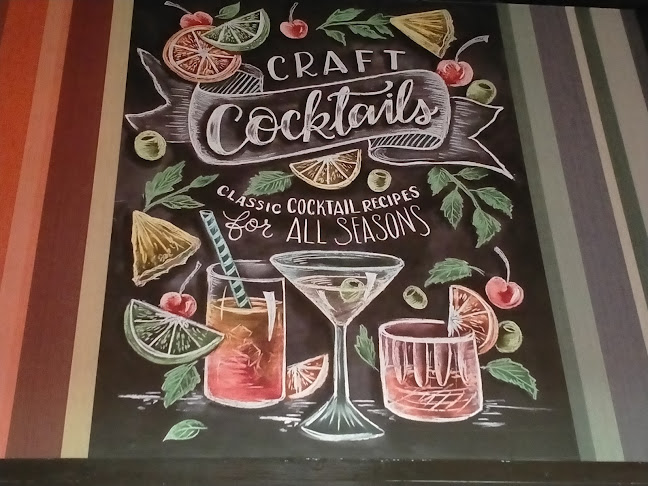 CRAFT
Cocktails
CLASSIC COCKTAIL RECIPES
for ALL SEASONS